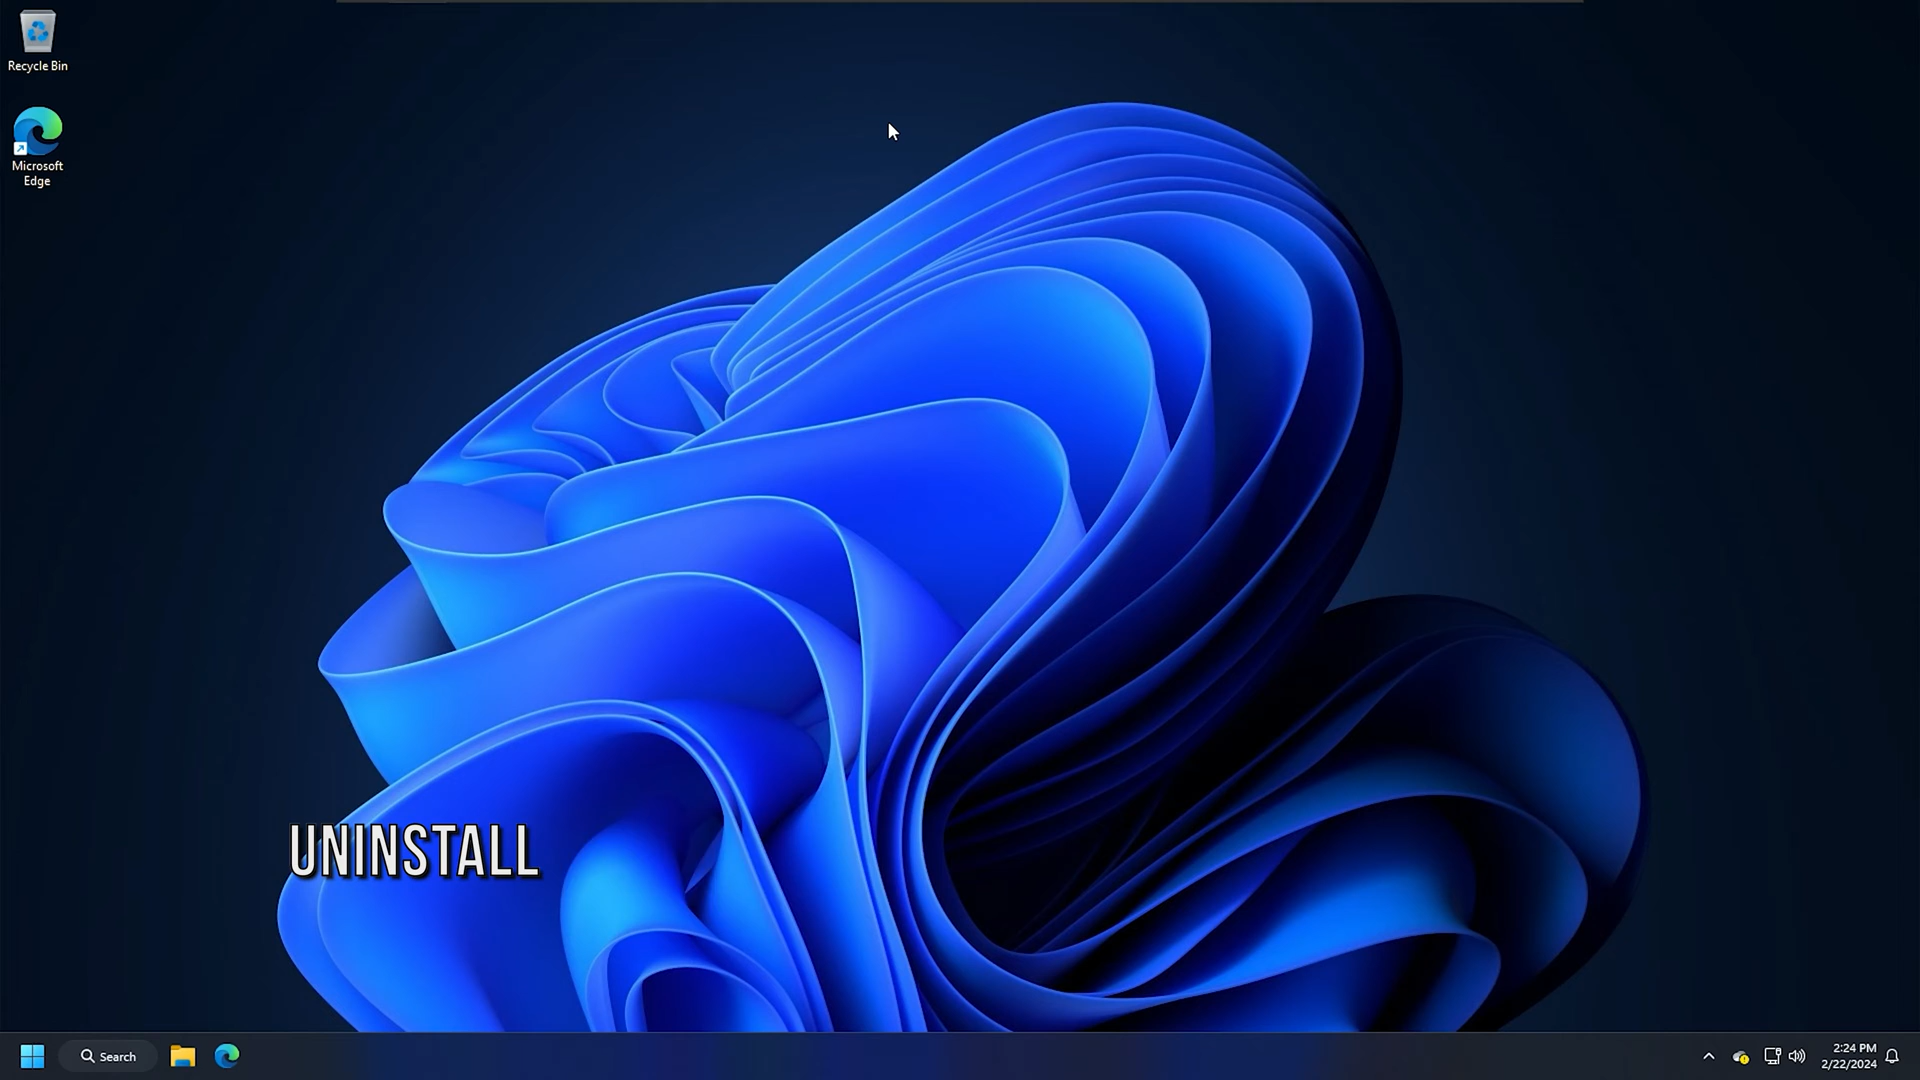 Recycle Bin
Microsoft
Edge
UNINSTALL
Search
2:24 PM
2/22/2024